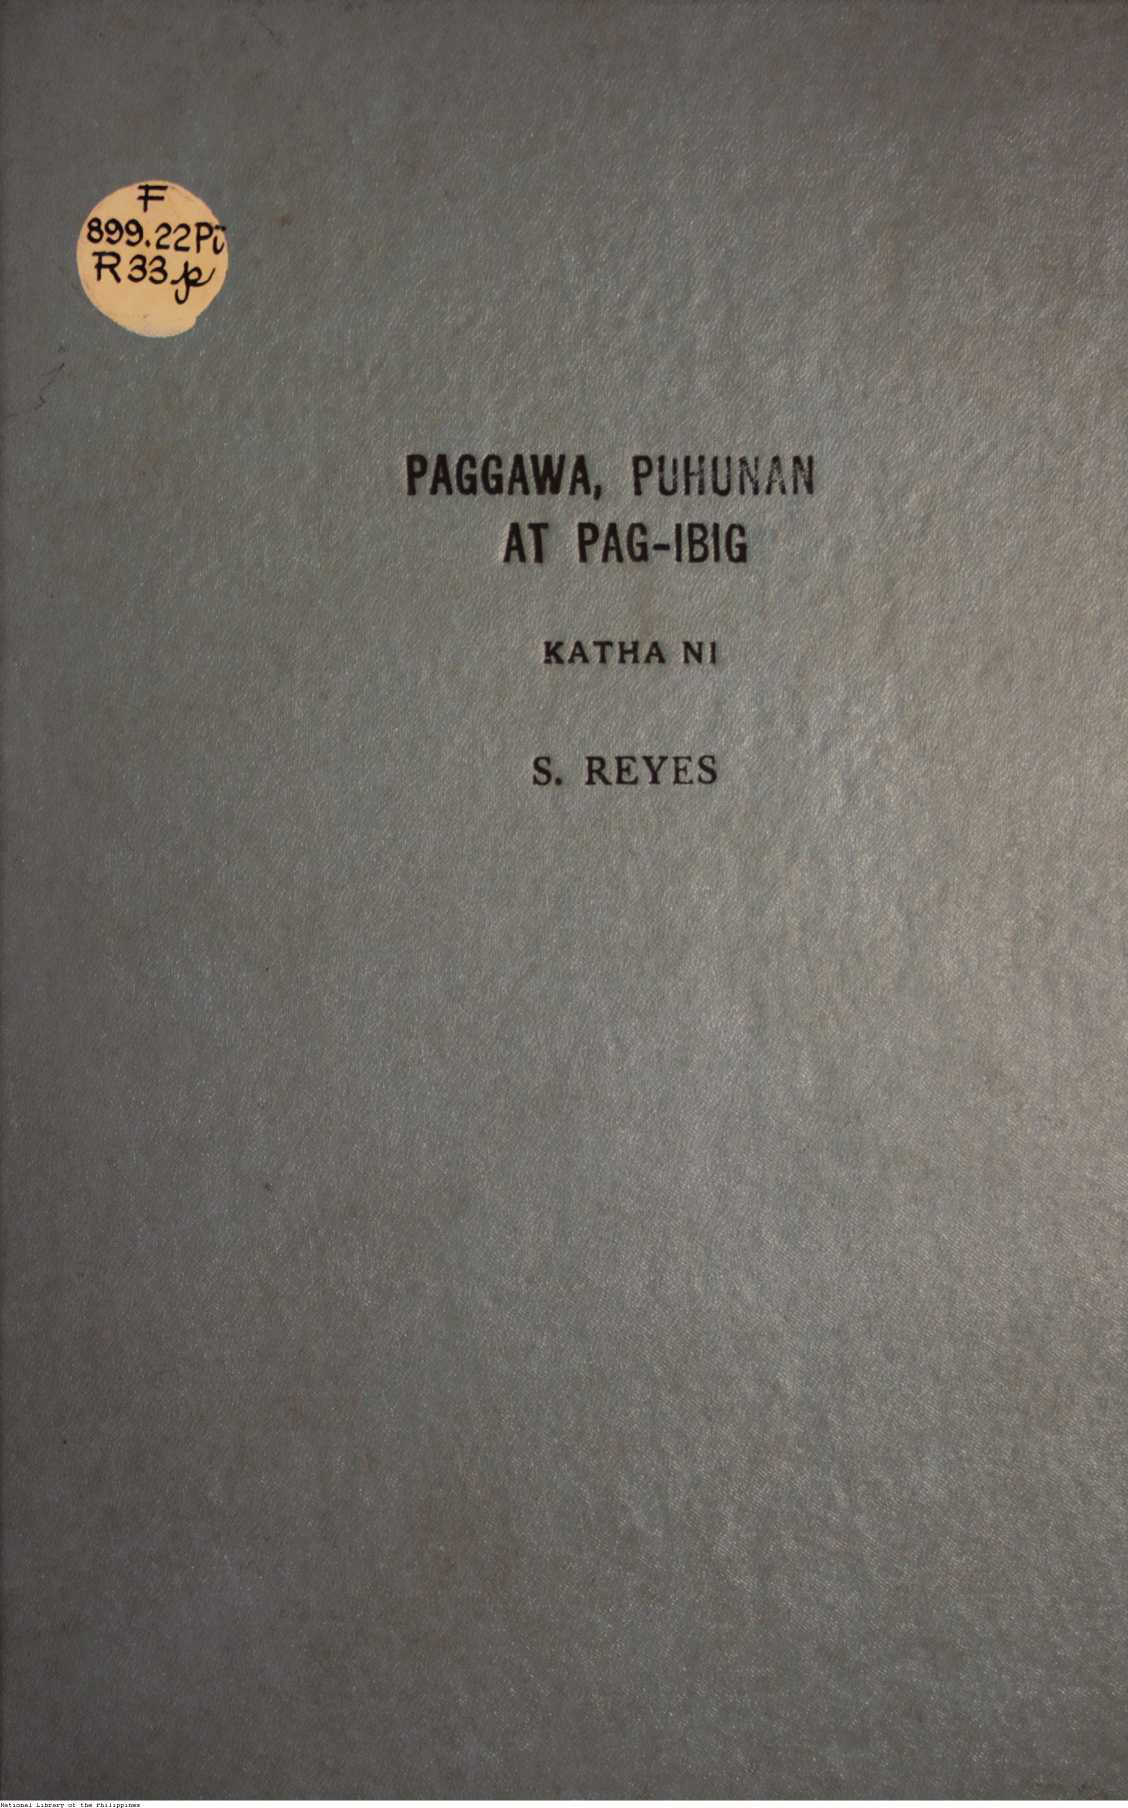 F
899.22Pi
R33p
PAGGAWA, PUHUNAN
AT PAG-IBIG
KATHA NI
S. REYES
National Library of the Philippines